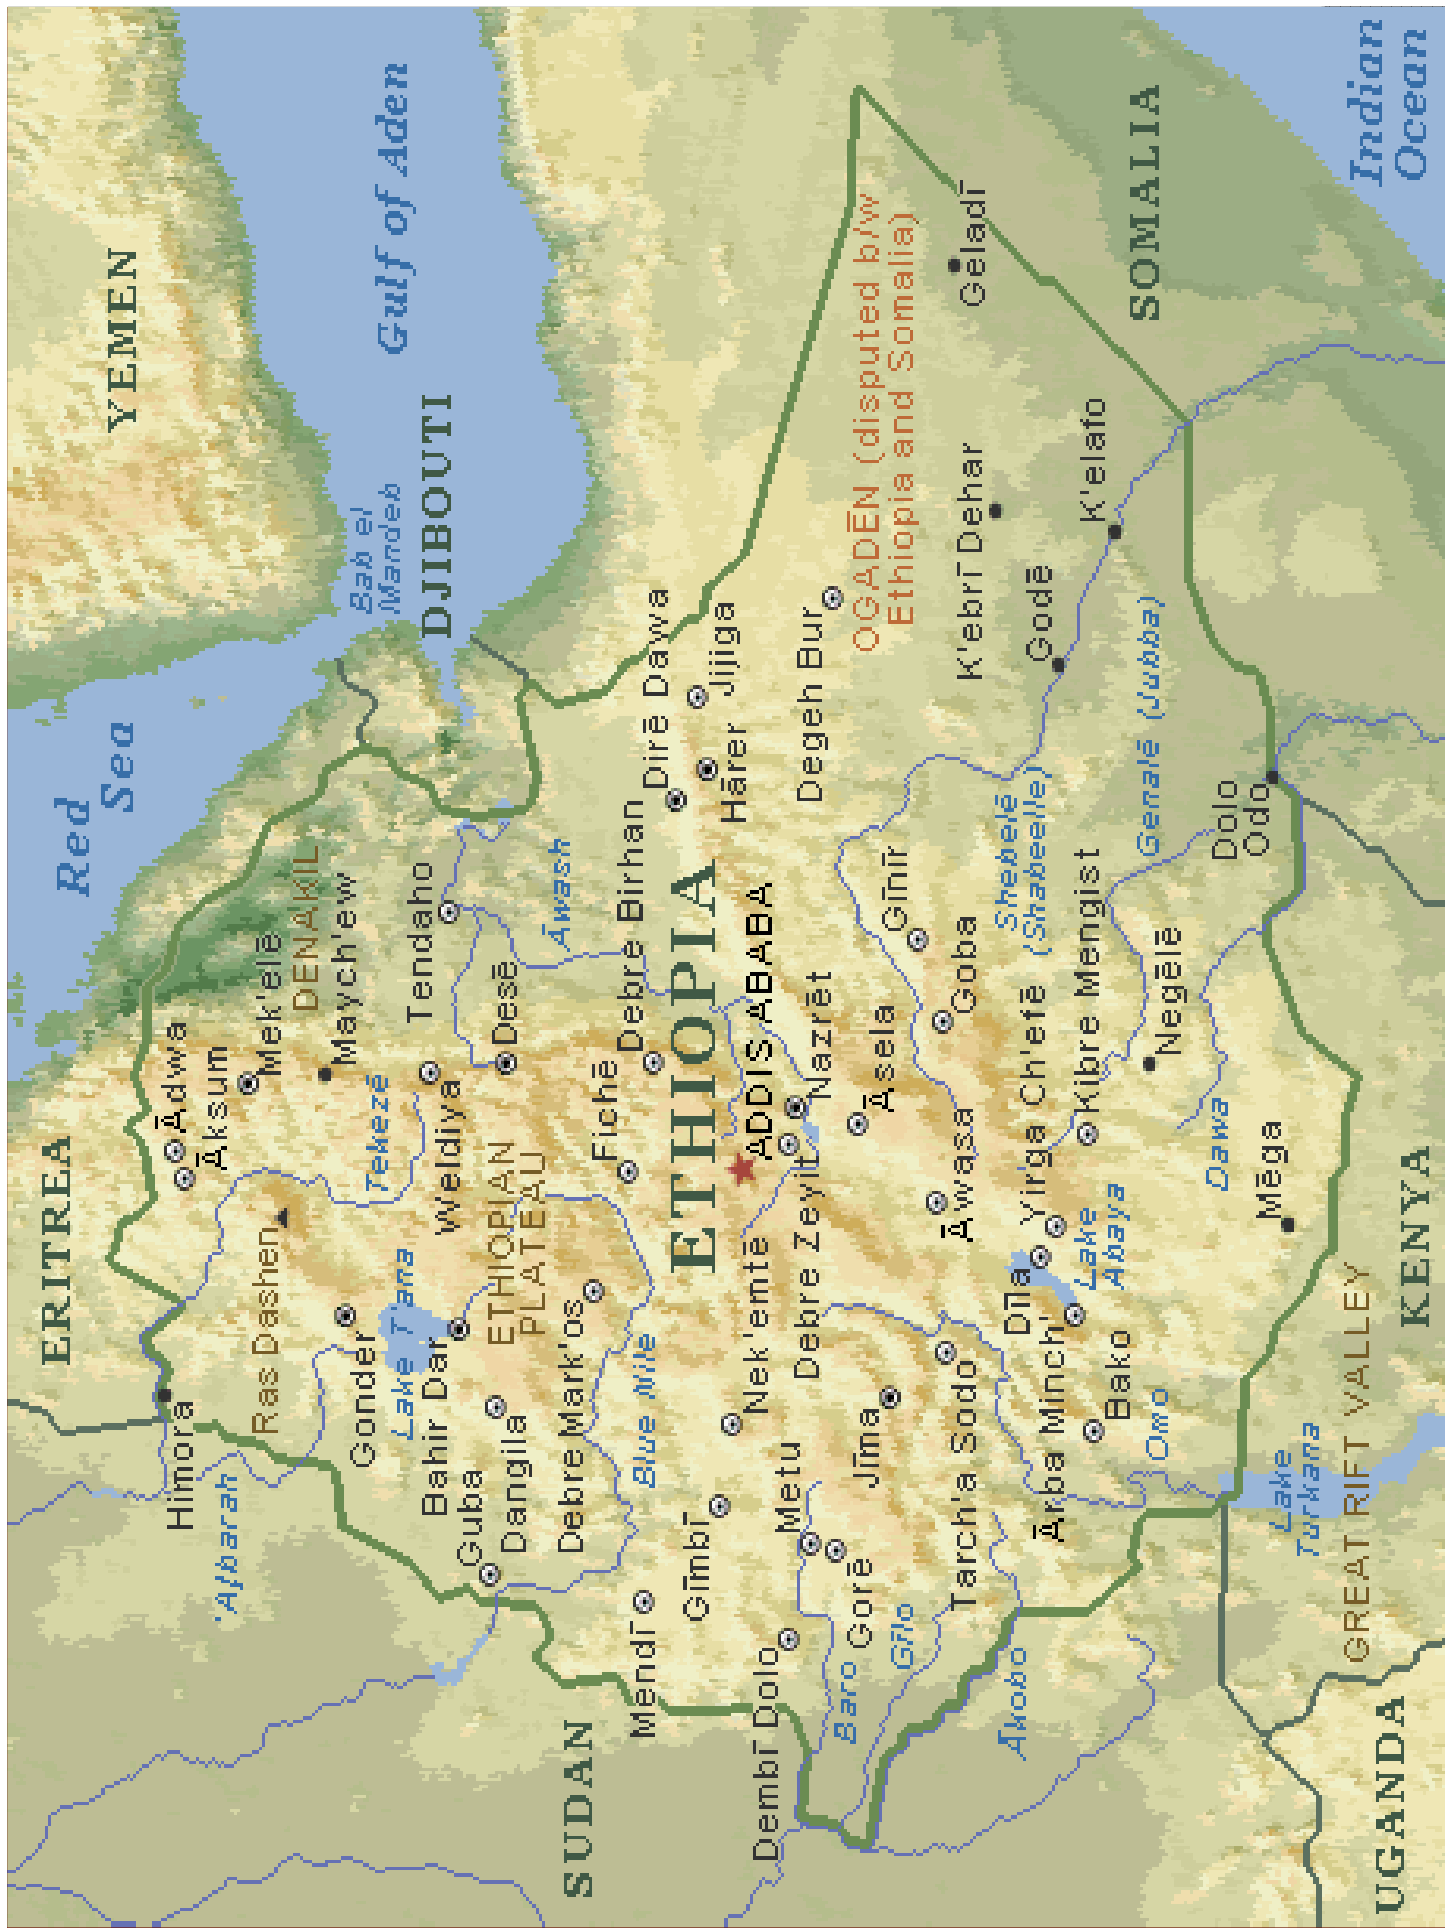 Red
Sea
YEMEN
ERITREA
Himora
Ādwa
Āksum
Mek'elē
DENAKIL
Bab el
Mandeb
Gulf of Aden
'Aţbarah
Ras Dashen
Maych'ew
Tekezē
Gonder
Lake Tana
Bahir Dar
Weldiya
Tendaho
DJIBOUTI
Guba
Dangila
ETHIOPIAN
PLATEAU
Desē
Āwash
SUDAN
Debre Mark'os
Fichē
Debre Birhan
Dirē Dawa
Mendī
Blue Nile
Gīmbī
ETHIOPIA
Jijiga
Hārer
Nek'emtē
ADDIS ABABA
Dembī Dolo
Metu
Debre Zeyit
Nazrēt
Degeh Bur
Baro
Gorē
Jīma
Āsela
Gīnīr
OGADĒN (disputed b/w
Ethiopia and Somalia)
Gīlo
Tarch'a Sodo
Āwasa
Goba
K'ebrī Dehar
Geladī
Ākobo
Dīla
Yirga Ch'efē
Shebelē
(Shabeelle)
Godē
Ārba Minch'
Lake
Abaya
Kibre Mengist
K'elafo
Bako
Omo
Negēlē
Genalē (Jubba)
SOMALIA
Dawa
Dolo
Odo
Mēga
Lake
Turkana
GREAT RIFT VALLEY
UGANDA
KENYA
Indian
Ocean